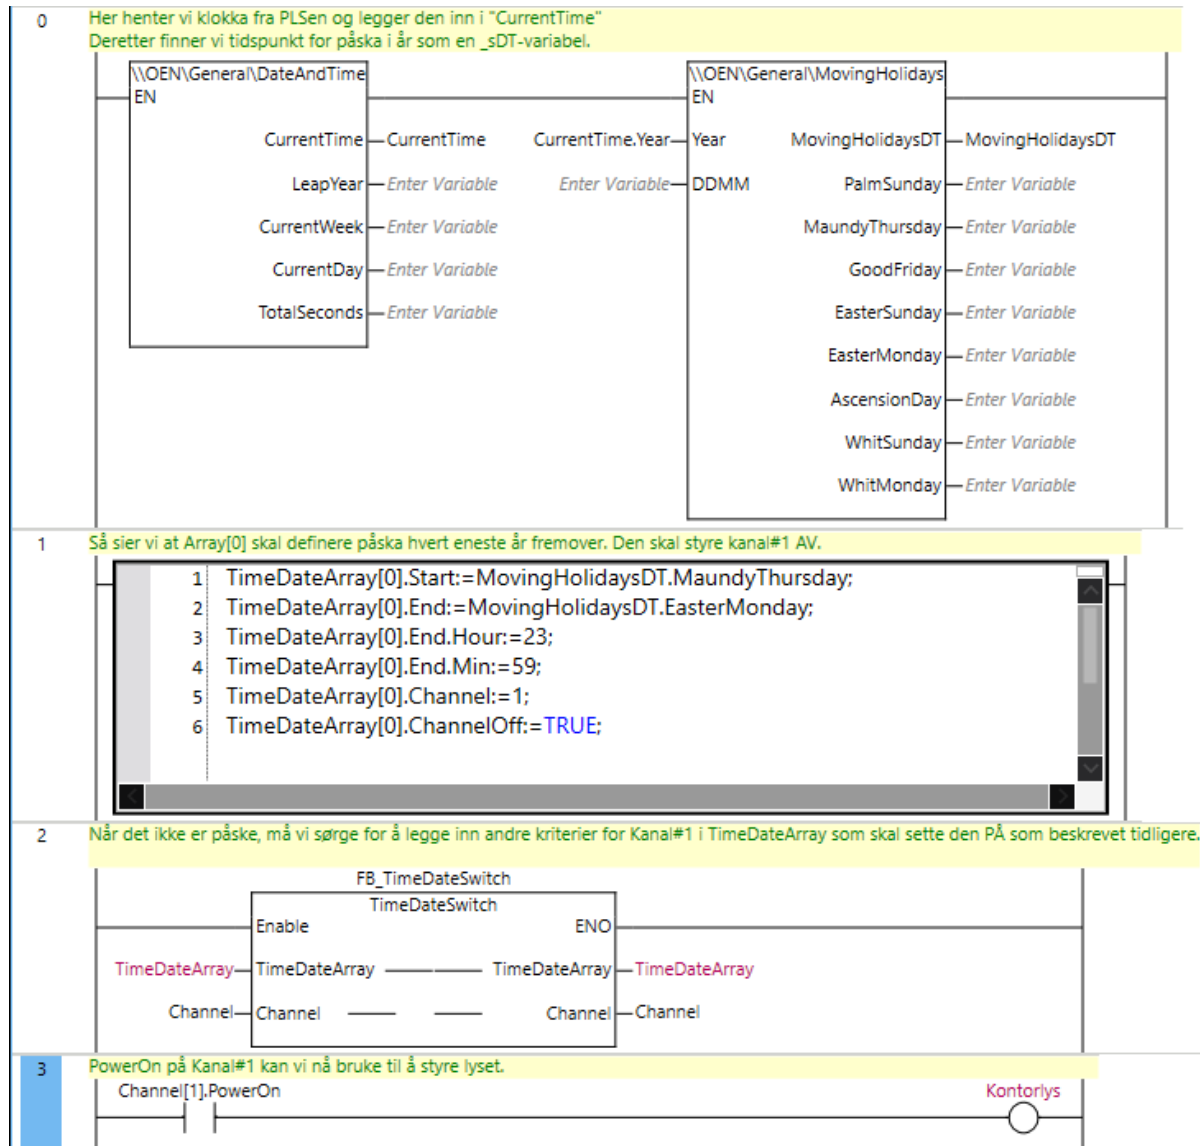 0
Her henter vi klokka fra PLSen og legger den inn i "CurrentTime"
Deretter finner vi tidspunkt for påska i år som en _sDT-variabel.
\\OEN\General\DateAndTime
EN
CurrentTime CurrentTime
LeapYear Enter Variable
CurrentWeek Enter Variable
CurrentDay Enter Variable
TotalSeconds Enter Variable
\\OEN\General\MovingHolidays
EN
CurrentTime.Year Year MovingHolidaysDT MovingHolidaysDT
Enter Variable DDMM PalmSunday Enter Variable
MaundyThursday Enter Variable
GoodFriday Enter Variable
EasterSunday Enter Variable
EasterMonday Enter Variable
AscensionDay Enter Variable
WhitSunday Enter Variable
WhitMonday Enter Variable
1
Så sier vi at Array[0] skal definere påska hvert eneste år fremover. Den skal styre kanal#1 AV.
1 TimeDateArray[0].Start:=MovingHolidaysDT.MaundyThursday;
2 TimeDateArray[0].End:=MovingHolidaysDT.EasterMonday;
3 TimeDateArray[0].End.Hour:=23;
4 TimeDateArray[0].End.Min:=59;
5 TimeDateArray[0].Channel:=1;
6 TimeDateArray[0].ChannelOff:=TRUE;
2
Når det ikke er påske, må vi sørge for å legge inn andre kriterier for Kanal#1 i TimeDateArray som skal sette den PÅ som beskrevet tidligere.
FB_TimeDateSwitch
TimeDateSwitch
Enable ENO
TimeDateArray TimeDateArray TimeDateArray TimeDateArray
Channel Channel Channel Channel
3
PowerOn på Kanal#1 kan vi nå bruke til å styre lyset.
Channel[1].PowerOn Kontorlys